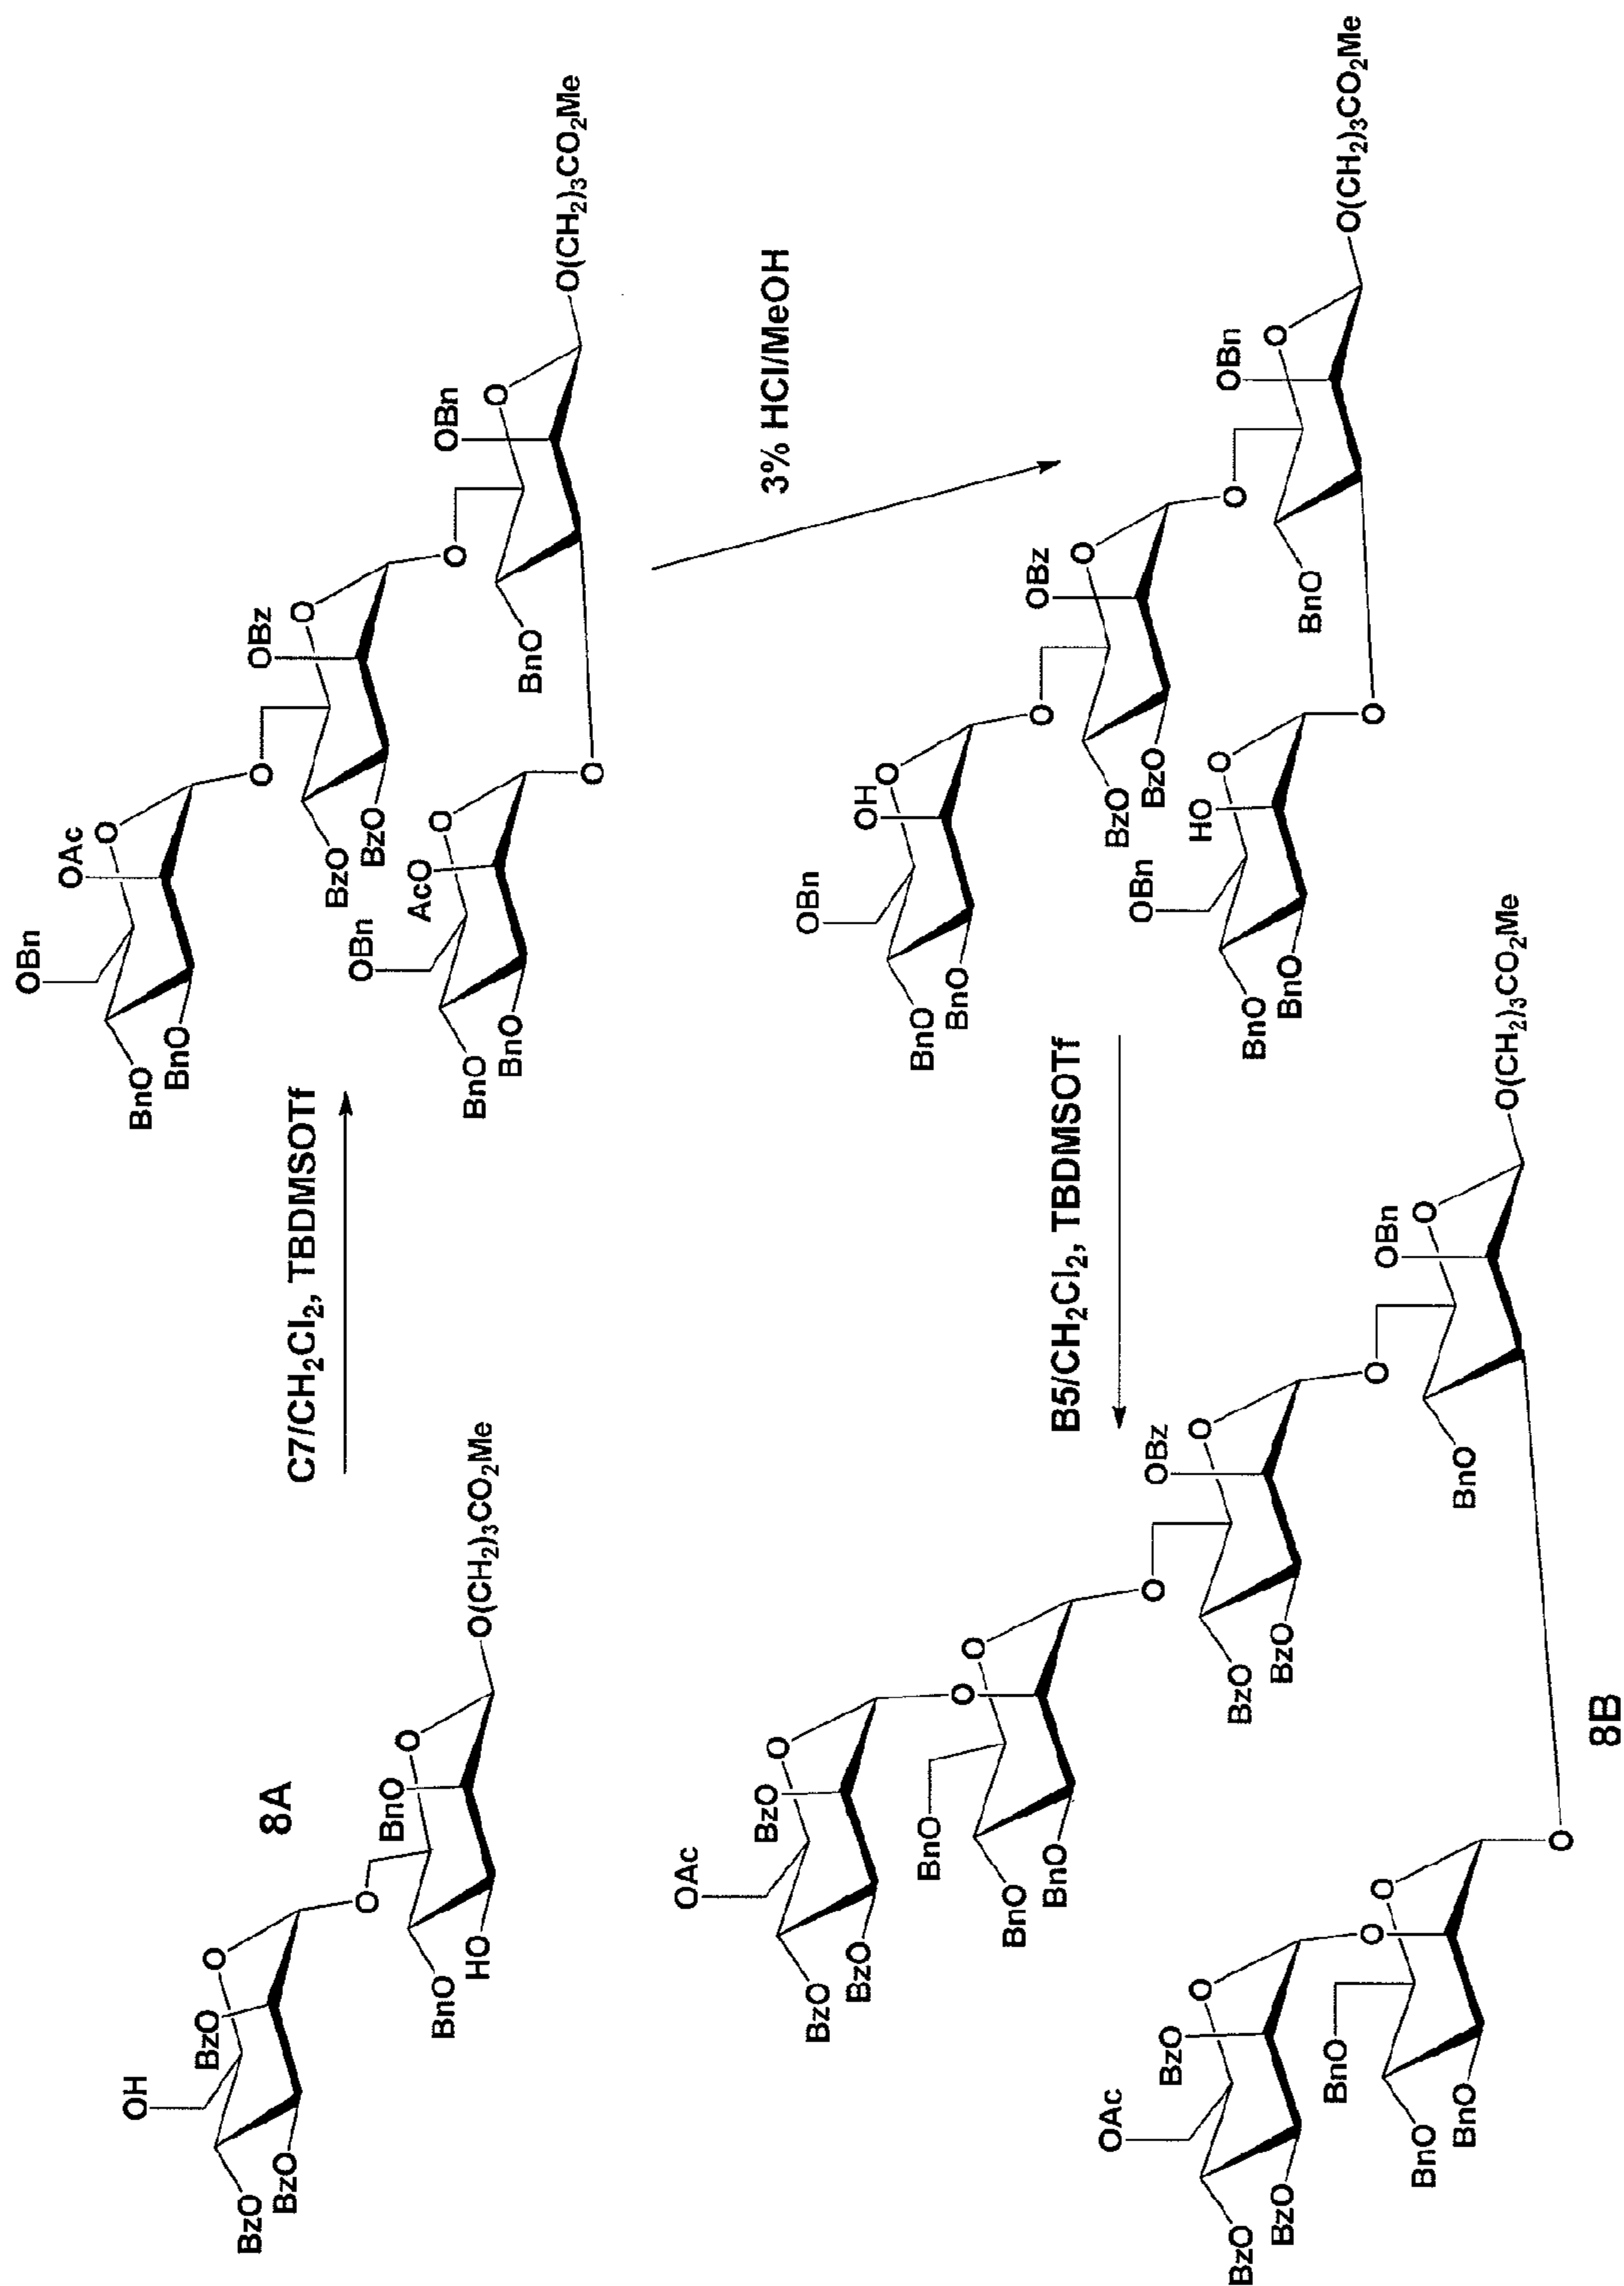 OH
O
BzO
BzO
BzO
O
8A
O
BnO
BnO
HO
O(CH₂)₃CO₂Me
C7/CH₂Cl₂, TBDMSOTf
OBn
OAc
O
BnO
BnO
O
OBz
O
BzO
BzO
O
OBn
O
BnO
O(CH₂)₃CO₂Me
OBn
AcO
O
BnO
BnO
O
3% HCl/MeOH
OBn
OH
O
BnO
BnO
O
OBz
O
BzO
BzO
O
OBn
O
BnO
O(CH₂)₃CO₂Me
OBn
HO
O
BnO
BnO
O
B5/CH₂Cl₂, TBDMSOTf
OAc
BzO
O
BzO
BzO
O
O
BnO
BnO
BnO
O
OBz
O
BzO
BzO
O
OBn
O
BnO
O(CH₂)₃CO₂Me
OAc
BzO
O
BzO
BzO
O
O
BnO
BnO
BnO
O
8B